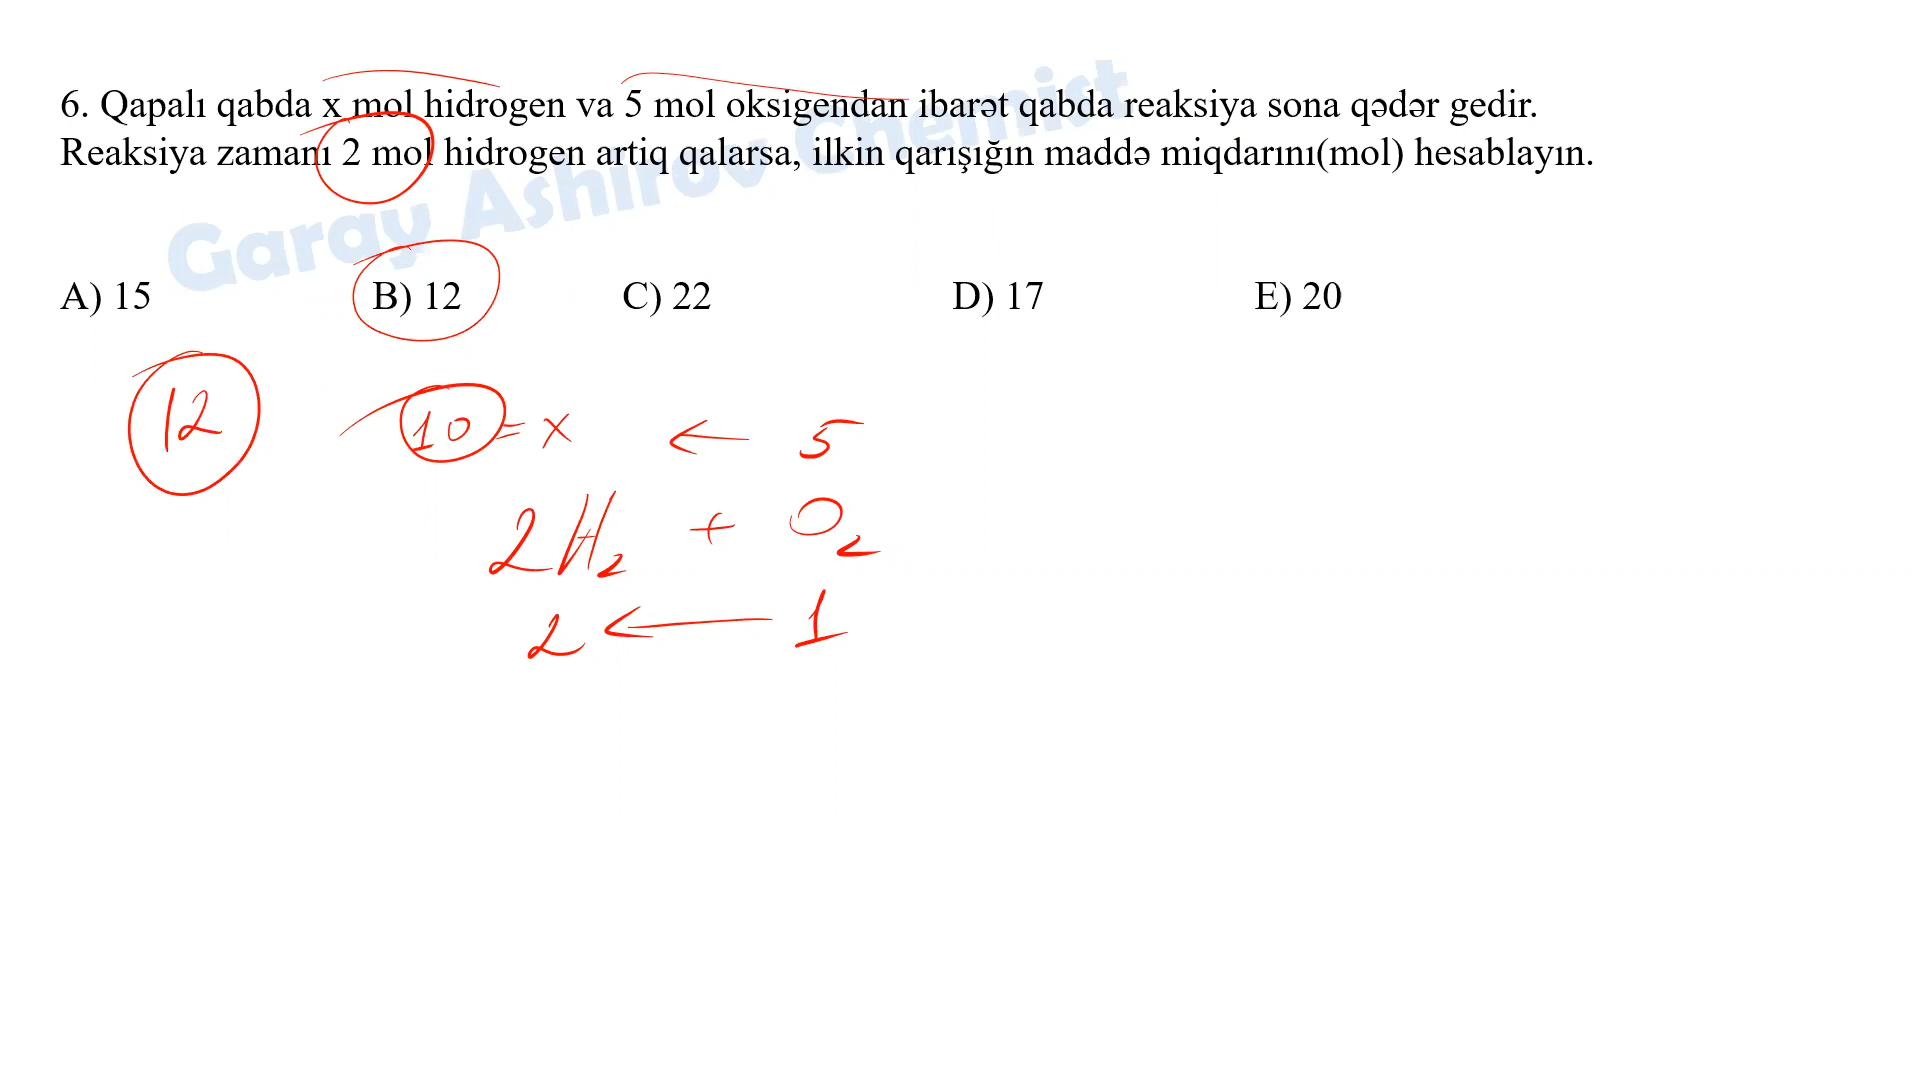 6. Qapalı qabda x mol hidrogen va 5 mol oksigendan ibarət qabda reaksiya sona qədər gedir.
Reaksiya zamanı 2 mol hidrogen artiq qalarsa, ilkin qarışığın maddə miqdarını(mol) hesablayın.
Garay Ashirov Chemist
A) 15 B) 12 C) 22 D) 17 E) 20
12 10 = x ← 5
2H₂ + O₂
2 ← 1